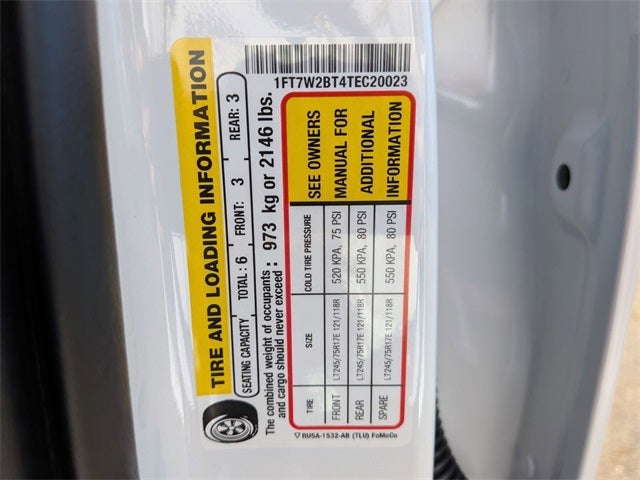 1FT7W2BT4TEC20023
TIRE AND LOADING INFORMATION
SEATING CAPACITY TOTAL: 6 FRONT: 3 REAR: 3
The combined weight of occupants
and cargo should never exceed : 973 kg or 2146 lbs.
TIRE SIZE COLD TIRE PRESSURE SEE OWNERS
FRONT LT245/75R17E 121/118R 520 KPA, 75 PSI MANUAL FOR
REAR LT245/75R17E 121/118R 550 KPA, 80 PSI ADDITIONAL
SPARE LT245/75R17E 121/118R 550 KPA, 80 PSI INFORMATION
RU5A-1532-AB (TLU) FoMoCo